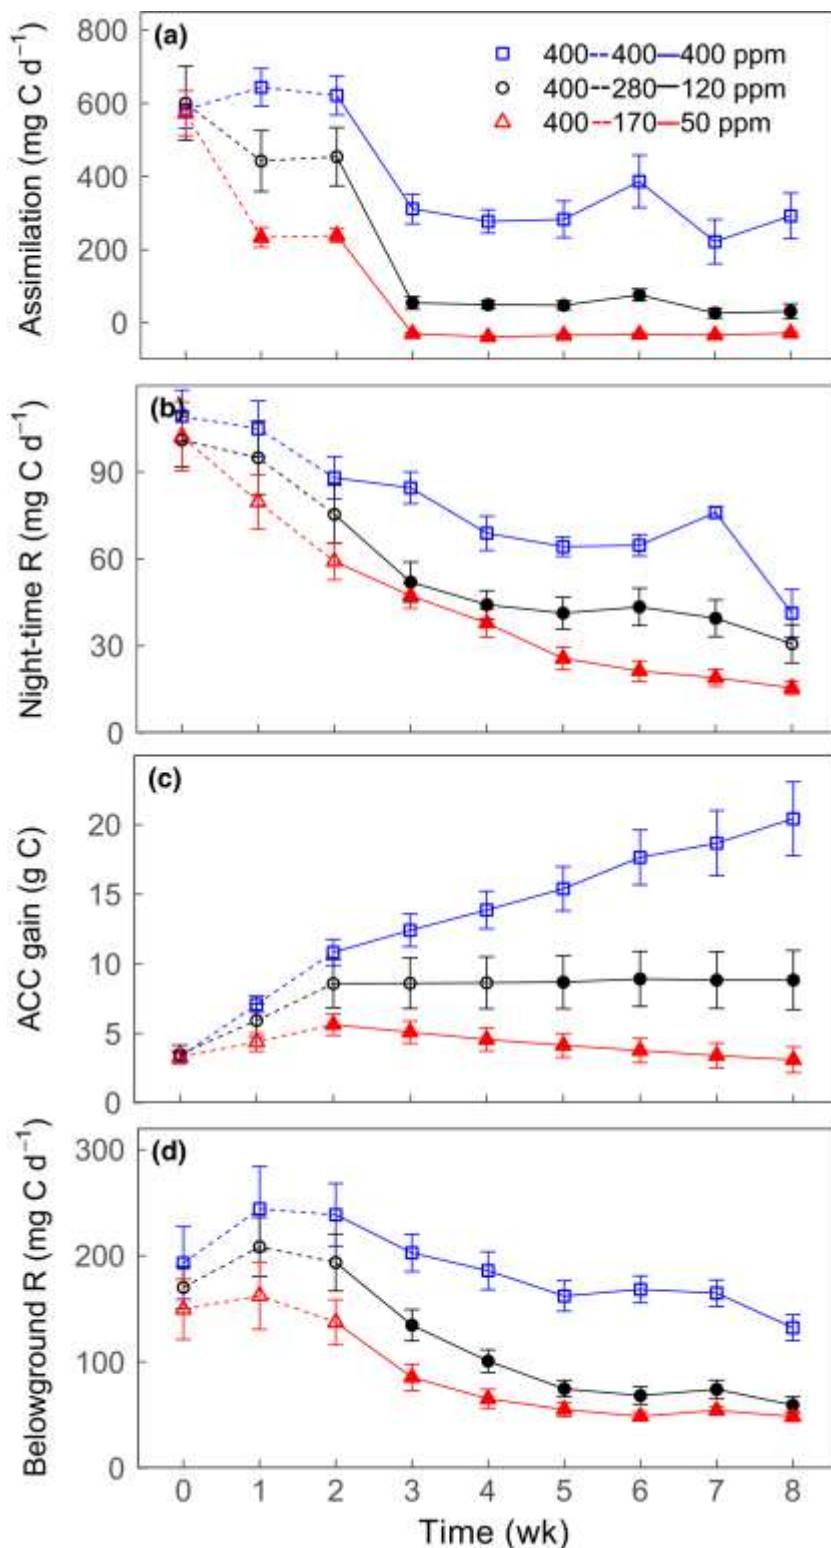 (a)
400--400—400 ppm
400--280—120 ppm
400--170—50 ppm
Assimilation (mg C d⁻¹)
800
600
400
200
0
(b)
Night-time R (mg C d⁻¹)
90
60
30
0
(c)
ACC gain (g C)
20
15
10
5
0
(d)
Belowground R (mg C d⁻¹)
300
200
100
0
0 1 2 3 4 5 6 7 8
Time (wk)